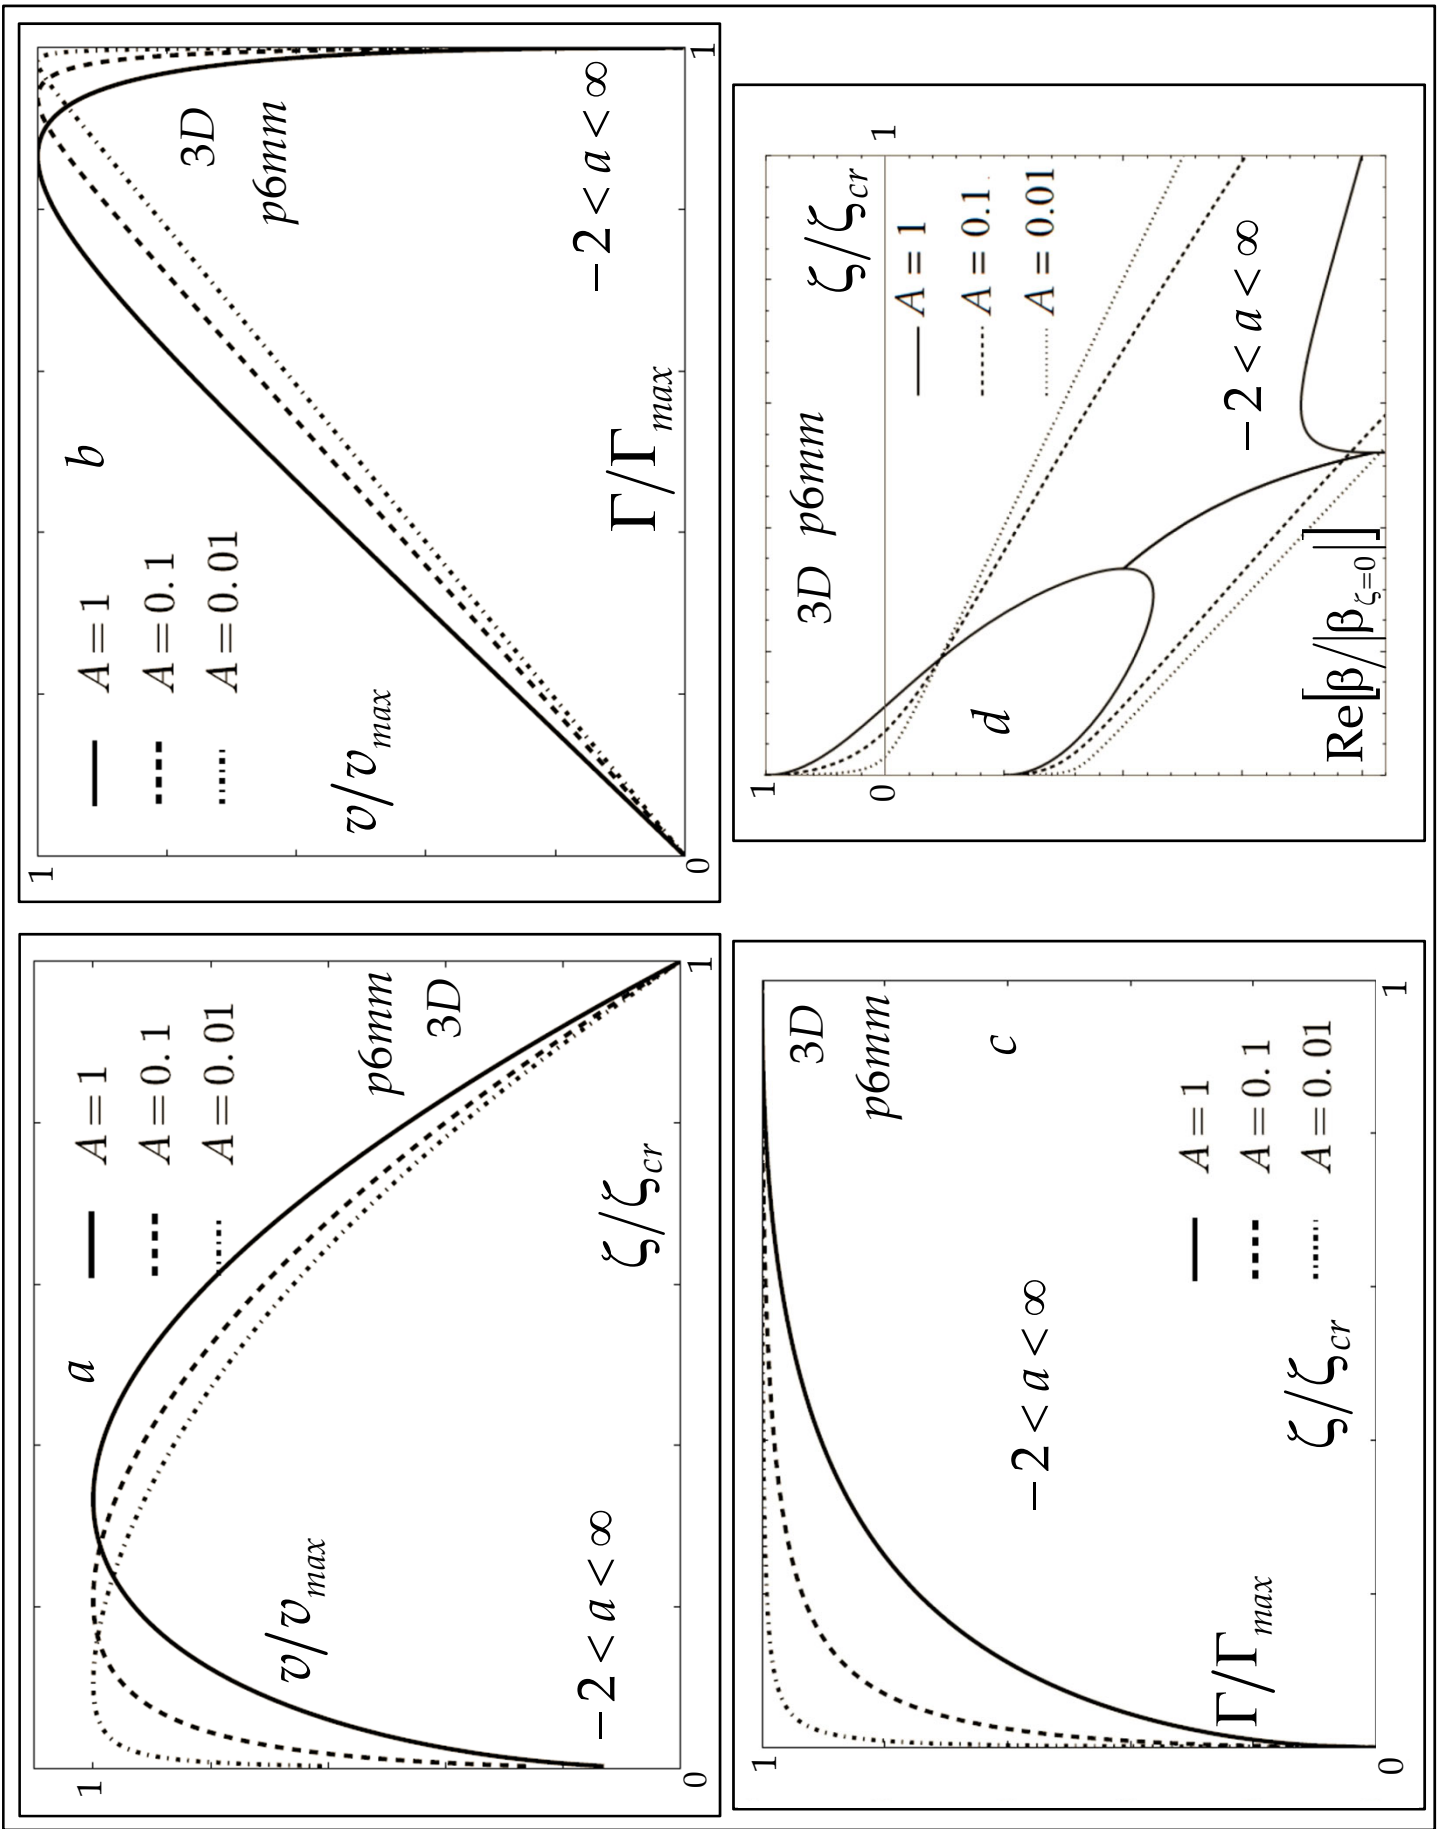 a
A = 1
A = 0.1
A = 0.01
p6mm
3D
v/v_max
ζ/ζ_cr
−2 < a < ∞
1
0
1
b
A = 1
A = 0.1
A = 0.01
3D
p6mm
v/v_max
Γ/Γ_max
−2 < a < ∞
1
0
1
3D
p6mm
c
−2 < a < ∞
A = 1
A = 0.1
A = 0.01
Γ/Γ_max
ζ/ζ_cr
1
0
1
3D p6mm
ζ/ζ_cr
A = 1
A = 0.1
A = 0.01
d
−2 < a < ∞
Re[β/|β_ζ=0|]
1
0
1